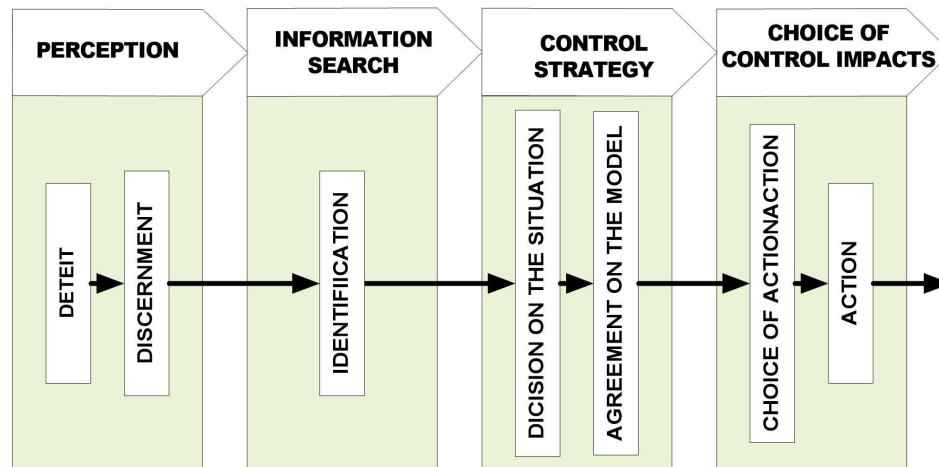 PERCEPTION
INFORMATION
SEARCH
CONTROL
STRATEGY
CHOICE OF
CONTROL IMPACTS
DETEIT
DISCERNMENT
IDENTIFIICATION
DICISION ON THE SITUATION
AGREEMENT ON THE MODEL
CHOICE OF ACTIONACTION
ACTION